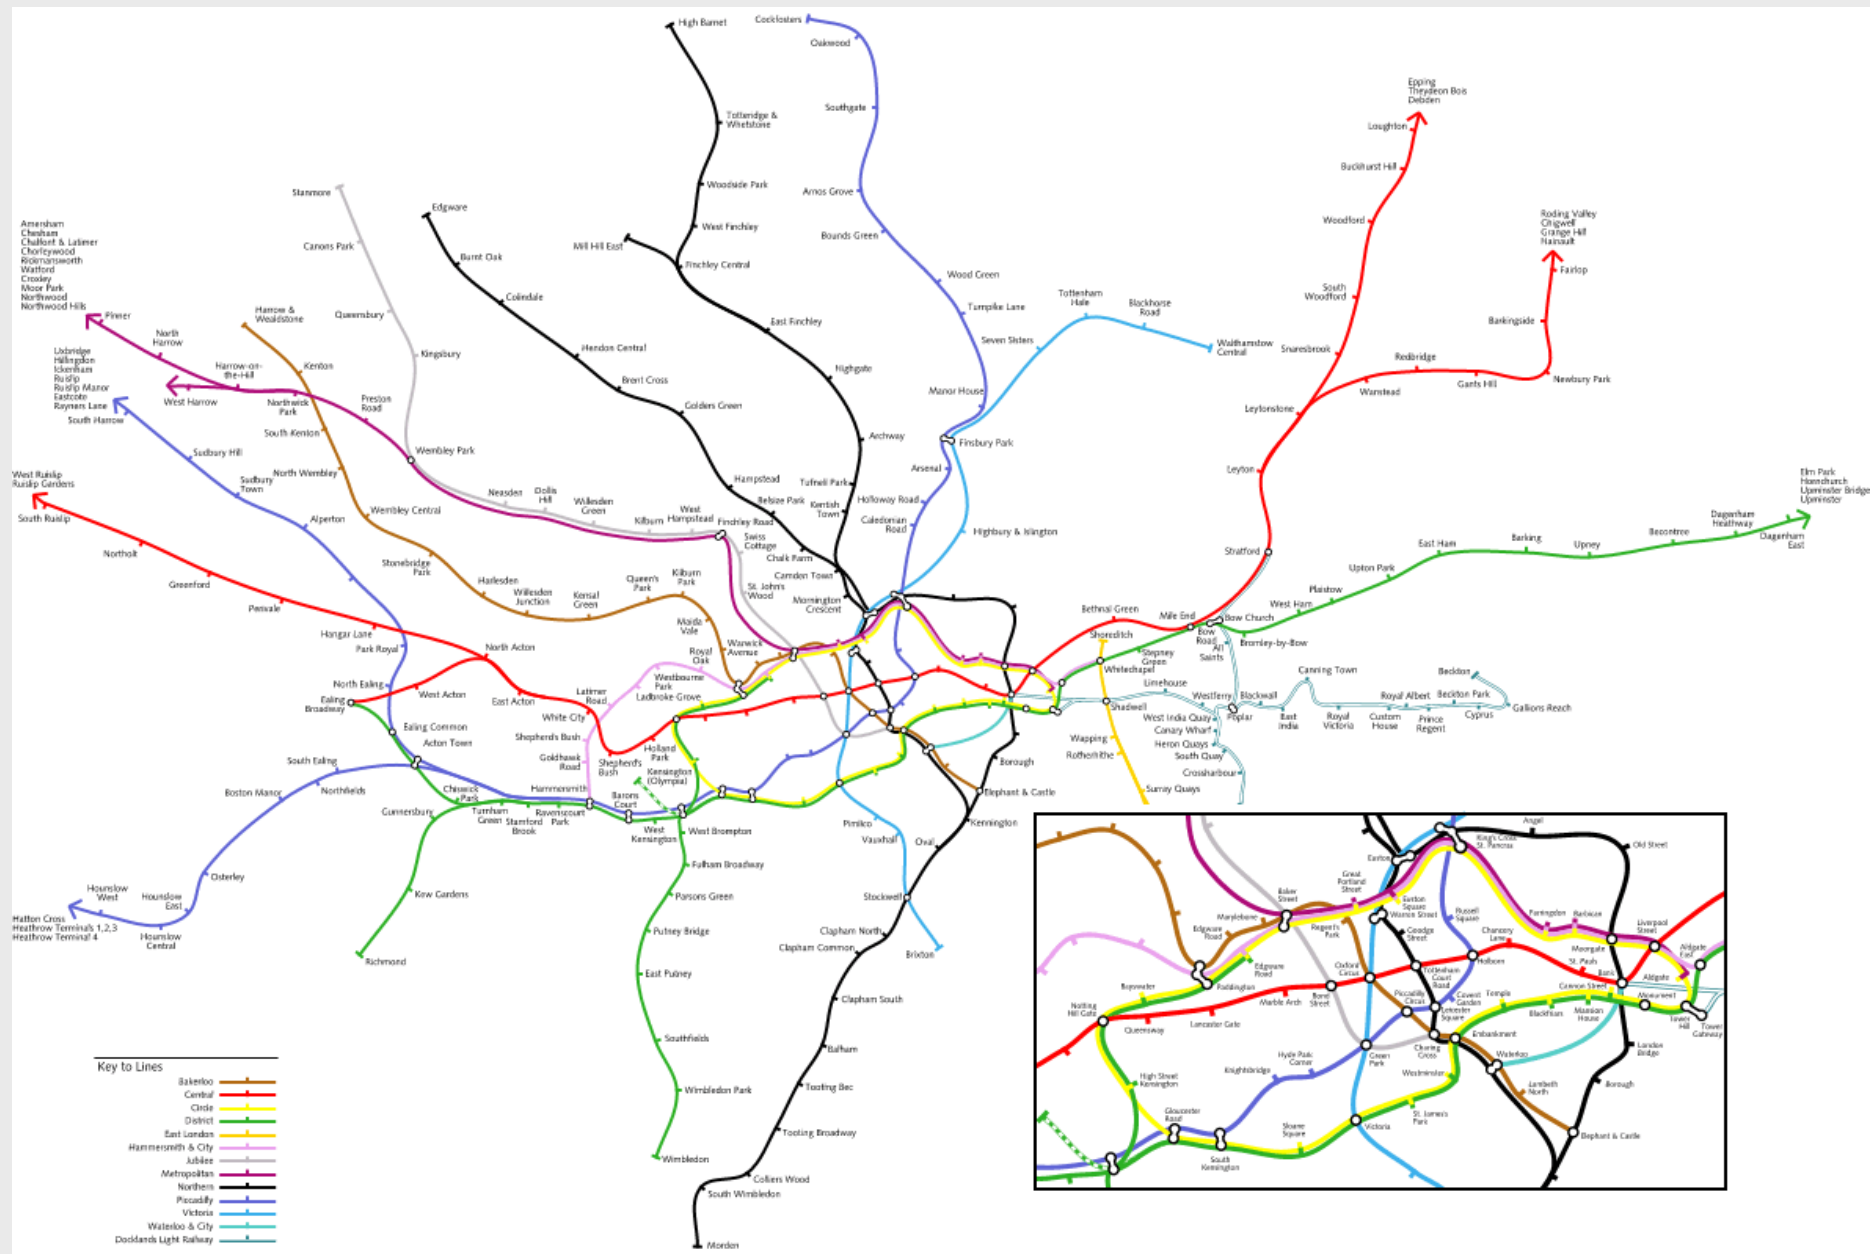 High Barnet
Cockfosters
Oakwood
Totteridge &
Whetstone
Southgate
Woodside Park
Arnos Grove
West Finchley
Bounds Green
Mill Hill East
Finchley Central
Wood Green
Turnpike Lane
East Finchley
Highgate
Manor House
Archway
Finsbury Park
Arsenal
Tufnell Park
Holloway Road
Kentish
Town
Caledonian
Road
Highbury & Islington
Tottenham
Hale
Blackhorse
Road
Seven Sisters
Walthamstow
Central
Epping
Theydeon Bois
Debden
Loughton
Buckhurst Hill
Woodford
South
Woodford
Snaresbrook
Roding Valley
Chigwell
Grange Hill
Hainault
Fairlop
Barkingside
Redbridge
Gants Hill
Newbury Park
Wanstead
Leytonstone
Leyton
Stratford
Stanmore
Canons Park
Queensbury
Kingsbury
Edgware
Burnt Oak
Colindale
Hendon Central
Brent Cross
Golders Green
Hampstead
Belsize Park
Chalk Farm
Camden Town
Mornington
Crescent
Amersham
Chesham
Chalfont & Latimer
Chorleywood
Rickmansworth
Watford
Croxley
Moor Park
Northwood
Northwood Hills
Pinner
North
Harrow
Harrow-on-
the-Hill
West Harrow
Northwick
Park
Preston
Road
Wembley Park
Harrow &
Wealdstone
Kenton
South Kenton
North Wembley
Wembley Central
Stonebridge
Park
Harlesden
Willesden
Junction
Kensal
Green
Queen's
Park
Kilburn
Park
Maida
Vale
Warwick
Avenue
Uxbridge
Hillingdon
Ickenham
Ruislip
Ruislip Manor
Eastcote
Rayners Lane
South Harrow
Sudbury Hill
Sudbury
Town
Alperton
Park Royal
North Ealing
Neasden
Dollis
Hill
Willesden
Green
Kilburn
West
Hampstead
Finchley Road
Swiss
Cottage
St. John's
Wood
West Ruislip
Ruislip Gardens
South Ruislip
Northolt
Greenford
Perivale
Hangar Lane
North Acton
West Acton
East Acton
Ealing
Broadway
Ealing Common
Acton Town
White City
Latimer
Road
Ladbroke Grove
Westbourne
Park
Royal
Oak
Shepherd's Bush
Goldhawk
Road
Shepherd's
Bush
Holland
Park
Kensington
(Olympia)
Hammersmith
Barons
Court
West
Kensington
West Brompton
South Ealing
Northfields
Boston Manor
Osterley
Hounslow
East
Hounslow
Central
Hounslow
West
Hatton Cross
Heathrow Terminals 1,2,3
Heathrow Terminal 4
Chiswick
Park
Turnham
Green
Stamford
Brook
Ravenscourt
Park
Gunnersbury
Kew Gardens
Richmond
Fulham Broadway
Parsons Green
Putney Bridge
East Putney
Southfields
Wimbledon Park
Wimbledon
Pimlico
Vauxhall
Stockwell
Brixton
Borough
Elephant & Castle
Kennington
Oval
Clapham North
Clapham Common
Clapham South
Balham
Tooting Bec
Tooting Broadway
Colliers Wood
South Wimbledon
Morden
Bethnal Green
Mile End
Shoreditch
Whitechapel
Stepney
Green
Bow
Road
Bow Church
Bromley-by-Bow
West Ham
Plaistow
Upton Park
East Ham
Barking
Upney
Becontree
Dagenham
Heathway
Dagenham
East
Elm Park
Hornchurch
Upminster Bridge
Upminster
All
Saints
Limehouse
Shadwell
Wapping
Rotherhithe
Surray Quays
Westferry
Poplar
Blackwall
West India Quay
Canary Wharf
Heron Quays
South Quay
Crossharbour
East
India
Canning Town
Royal
Victoria
Custom
House
Royal Albert
Prince
Regent
Beckton Park
Cyprus
Gallions Reach
Beckton
Angel
Old Street
King's Cross
St. Pancras
Euston
Great
Portland
Street
Euston
Square
Warren Street
Russell
Square
Baker
Street
Marylebone
Regent's
Park
Goodge
Street
Edgware
Road
Edgware
Road
Paddington
Bayswater
Notting
Hill Gate
Queensway
Lancaster Gate
Marble Arch
Bond
Street
Oxford
Circus
Tottenham
Court
Road
Holborn
Chancery
Lane
St. Pauls
Bank
Farringdon
Barbican
Moorgate
Liverpool
Street
Aldgate
East
Aldgate
Tower
Hill
Tower
Gateway
Monument
Cannon Street
Mansion
House
Blackfriars
Temple
Embankment
Covent
Garden
Leicester
Square
Piccadilly
Circus
Charing
Cross
Green
Park
Hyde Park
Corner
Knightsbridge
High Street
Kensington
Gloucester
Road
South
Kensington
Sloane
Square
Victoria
St. James's
Park
Westminster
Waterloo
Lambeth
North
London
Bridge
Borough
Elephant & Castle
Key to Lines
Bakerloo
Central
Circle
District
East London
Hammersmith & City
Jubilee
Metropolitan
Northern
Piccadilly
Victoria
Waterloo & City
Docklands Light Railway